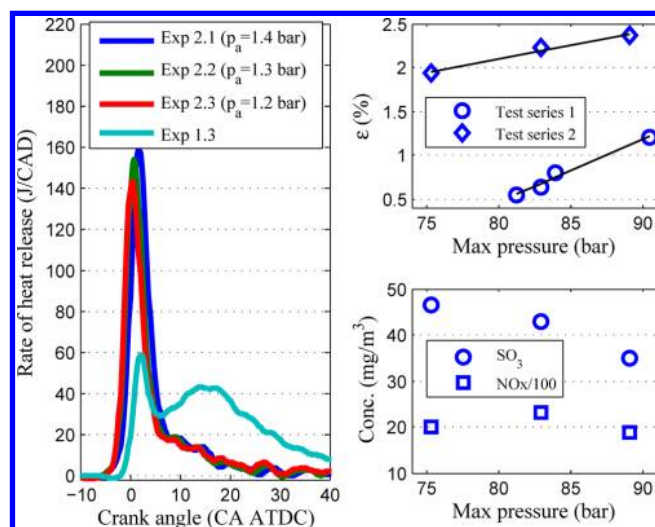 220
200
180
160
140
120
100
80
60
40
20
0
Rate of heat release (J/CAD)
Exp 2.1 (pa=1.4 bar)
Exp 2.2 (pa=1.3 bar)
Exp 2.3 (pa=1.2 bar)
Exp 1.3
−10 0 10 20 30 40
Crank angle (CA ATDC)
2.5
2
1.5
1
0.5
ε (%)
Test series 1
Test series 2
75 80 85 90
Max pressure (bar)
50
40
30
20
10
Conc. (mg/m³)
SO₃
NOx/100
75 80 85 90
Max pressure (bar)